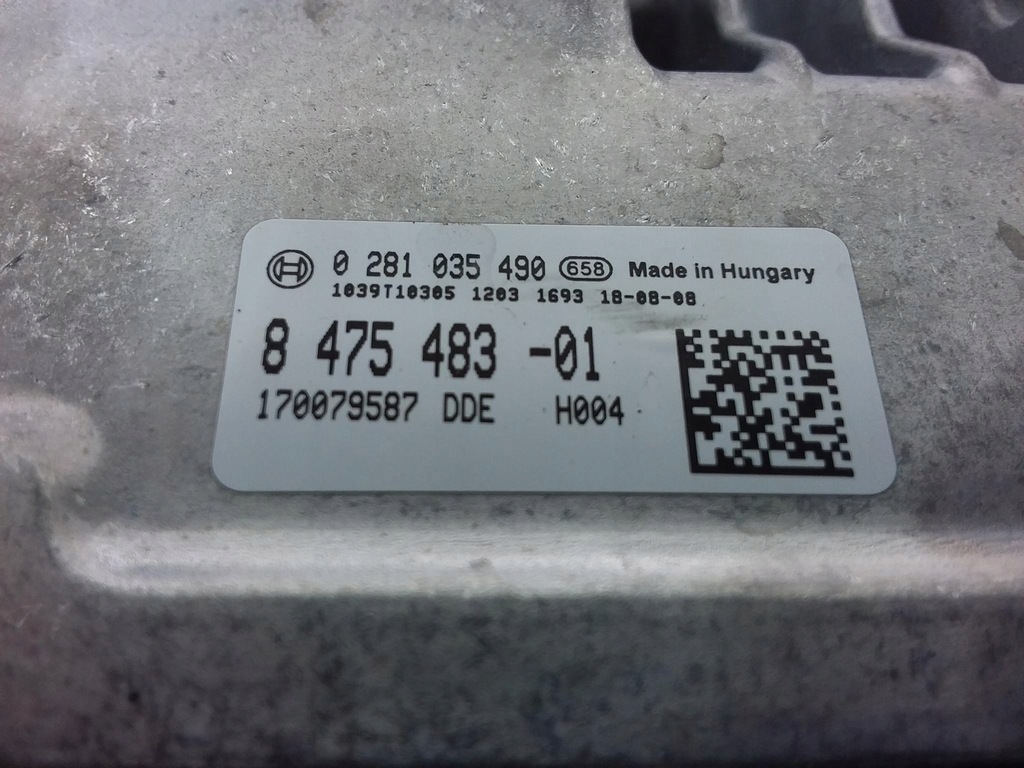 0 281 035 490 658 Made in Hungary
1039T10305 1203 1693 18-08-08
8 475 483 -01
170079587 DDE H004